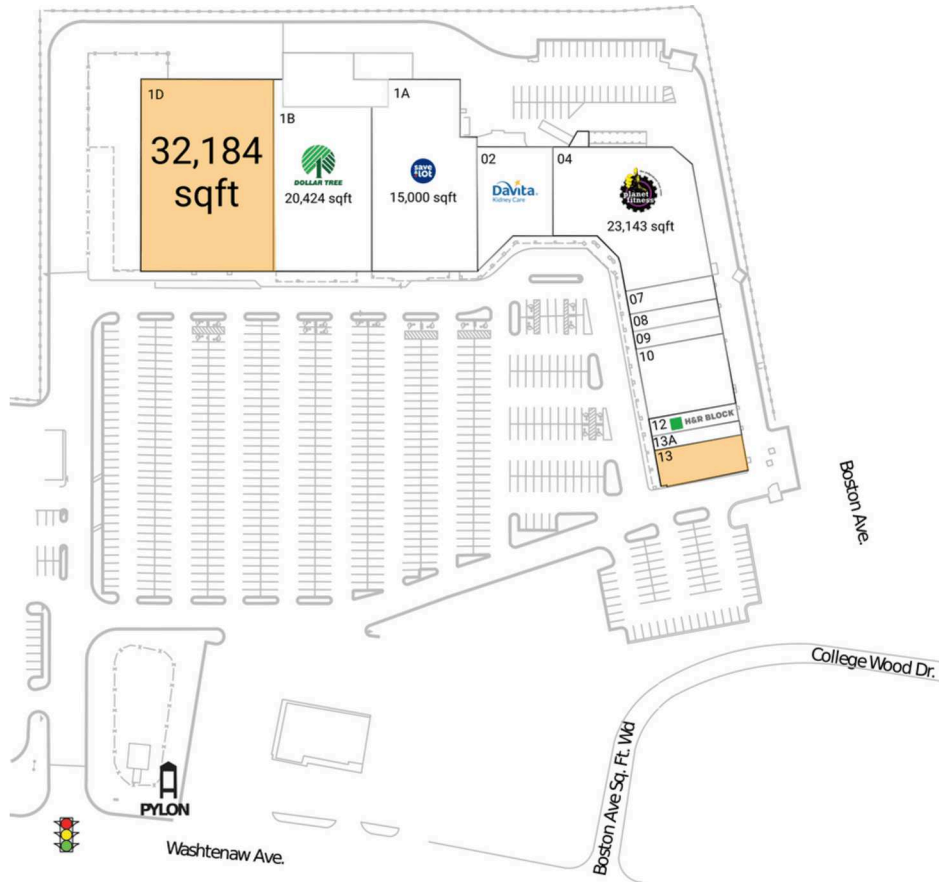 1D
32,184
sqft
1B
DOLLAR TREE
20,424 sqft
1A
save
a lot
15,000 sqft
02
Davita
Kidney Care
04
planet
fitness
23,143 sqft
07
08
09
10
12 H&R BLOCK
13A
13
Boston Ave.
College Wood Dr.
Boston Ave Sq. Ft. Wd
PYLON
Washtenaw Ave.